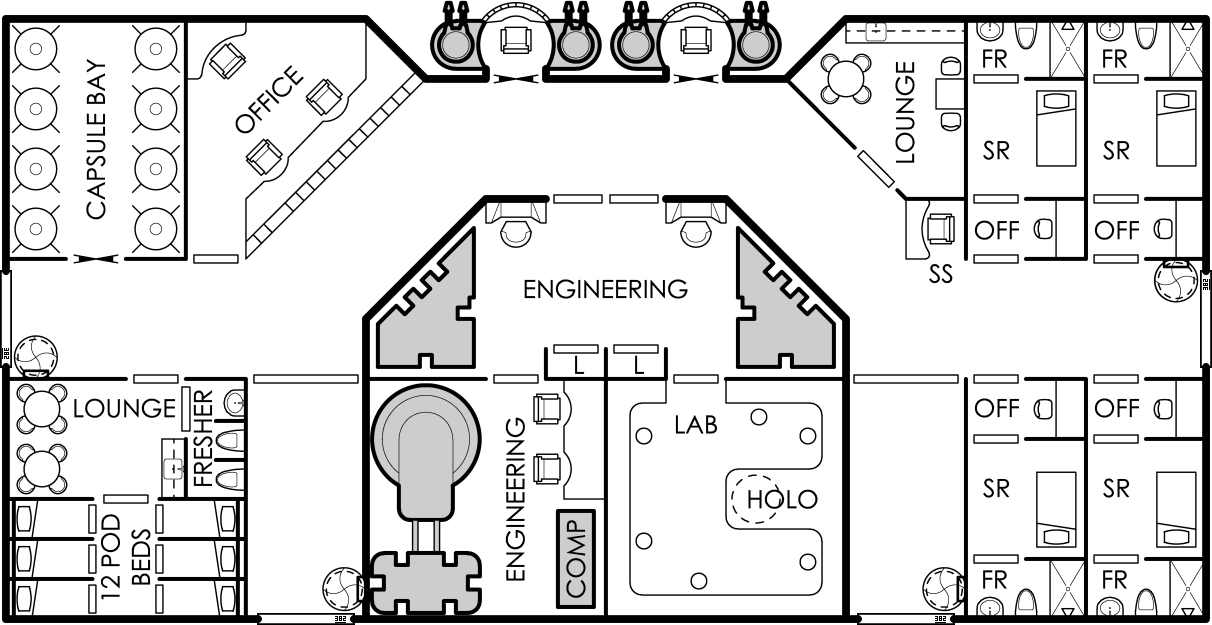 CAPSULE BAY
OFFICE
LOUNGE
FR
FR
SR
SR
OFF
OFF
SS
ENGINEERING
L
L
LOUNGE
FRESHER
12 POD
BEDS
ENGINEERING
COMP
LAB
HOLO
OFF
OFF
SR
SR
FR
FR